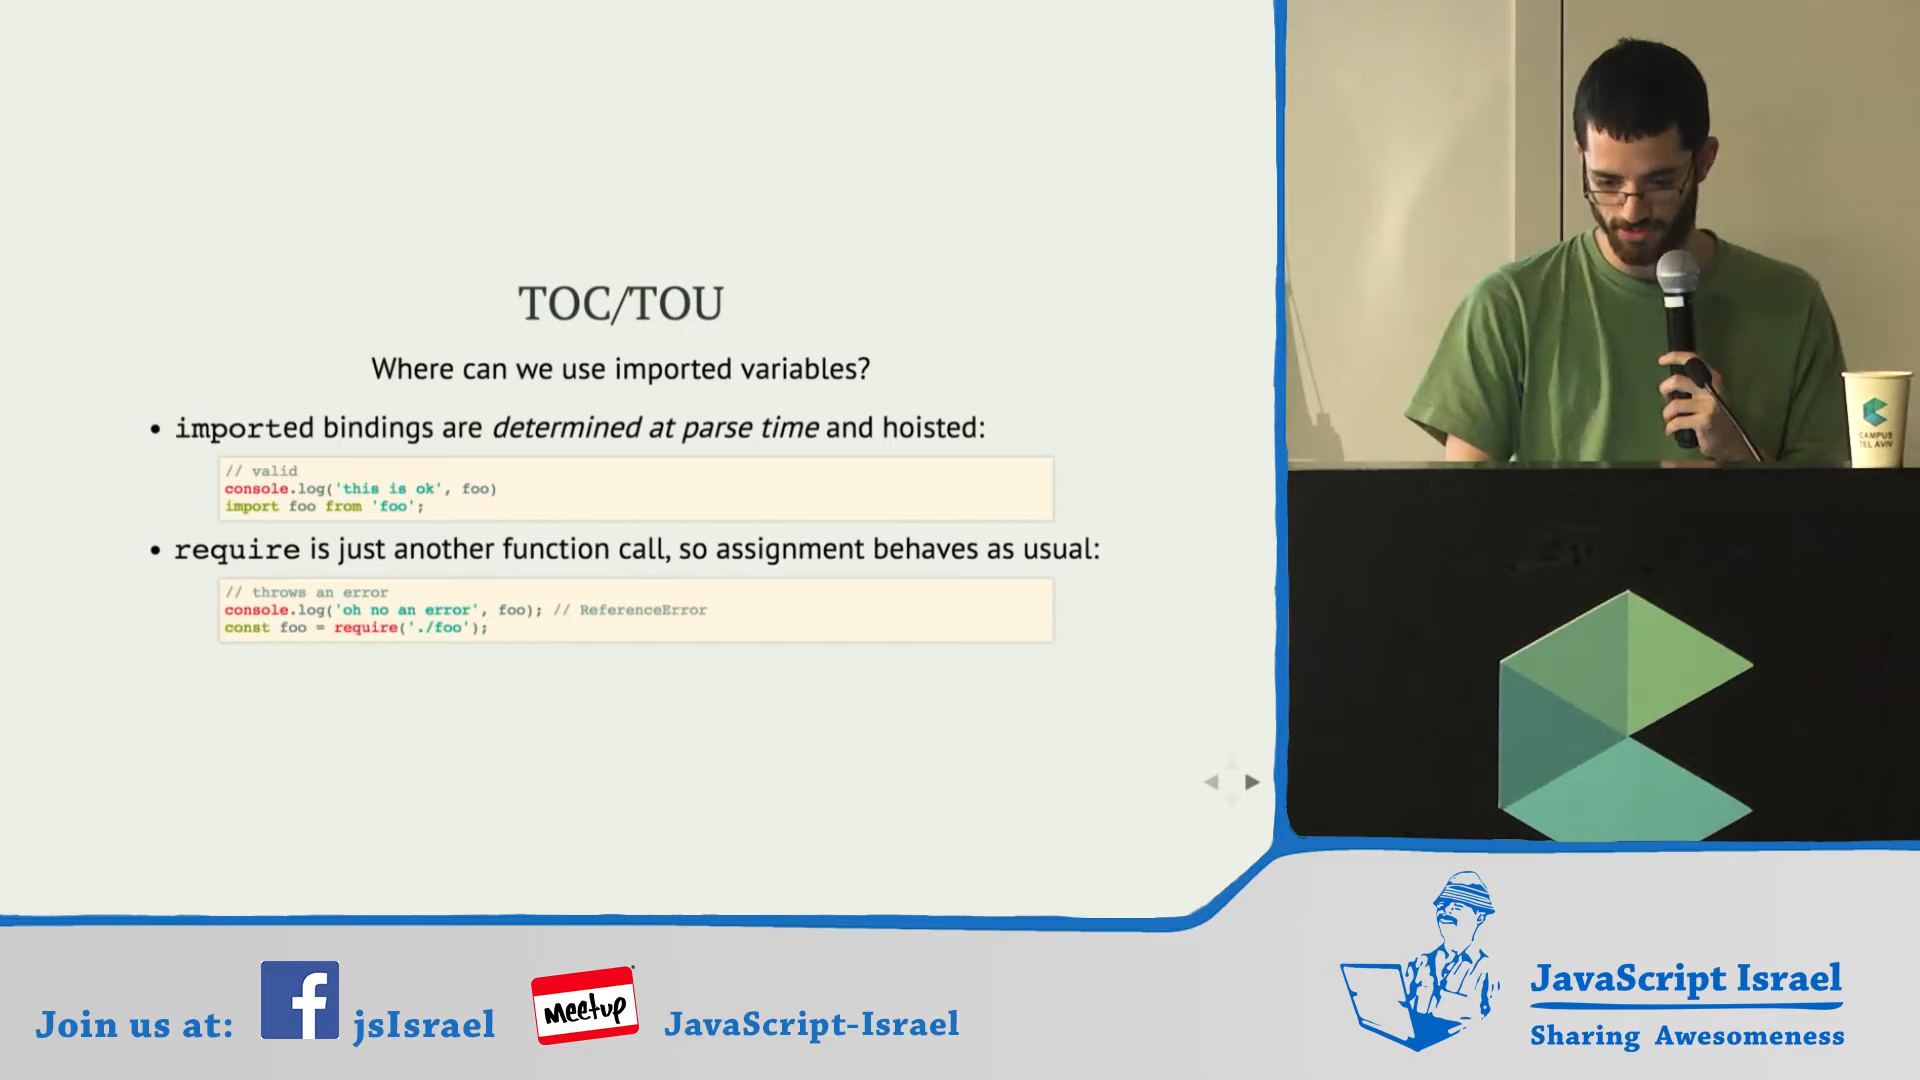 TOC/TOU
Where can we use imported variables?
• imported bindings are determined at parse time and hoisted:
// valid
console.log('this is ok', foo)
import foo from 'foo';
• require is just another function call, so assignment behaves as usual:
// throws an error
console.log('oh no an error', foo); // ReferenceError
const foo = require('./foo');
CAMPUS
TEL AVIV
Join us at:
f
jsIsrael
Meetup
JavaScript-Israel
JavaScript Israel
Sharing Awesomeness